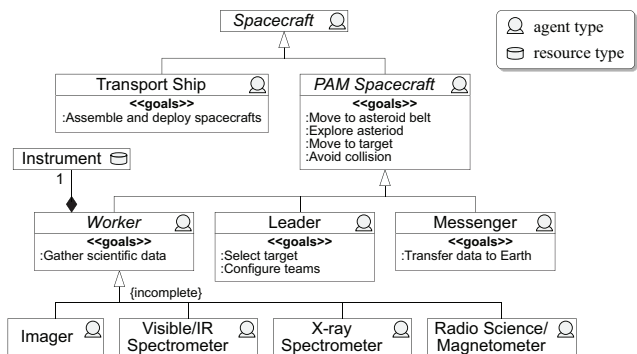 Spacecraft
agent type
resource type
Transport Ship
<<goals>>
:Assemble and deploy spacecrafts
PAM Spacecraft
<<goals>>
:Move to asteroid belt
:Explore asteriod
:Move to target
:Avoid collision
Instrument
1
Worker
<<goals>>
:Gather scientific data
Leader
<<goals>>
:Select target
:Configure teams
Messenger
<<goals>>
:Transfer data to Earth
{incomplete}
Imager
Visible/IR
Spectrometer
X-ray
Spectrometer
Radio Science/
Magnetometer